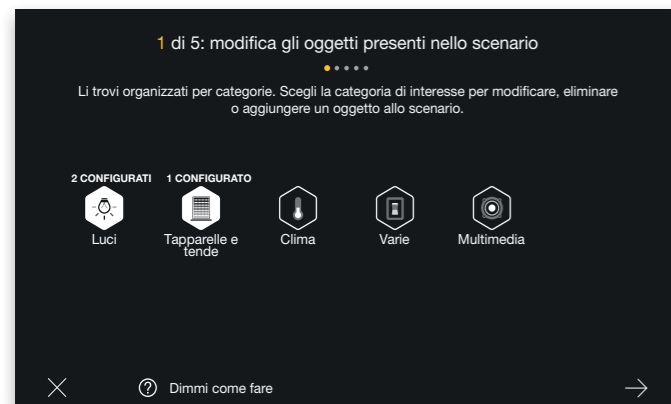 1 di 5: modifica gli oggetti presenti nello scenario
Li trovi organizzati per categorie. Scegli la categoria di interesse per modificare, eliminare
o aggiungere un oggetto allo scenario.
2 CONFIGURATI 1 CONFIGURATO
Luci Tapparelle e tende Clima Varie Multimedia
? Dimmi come fare